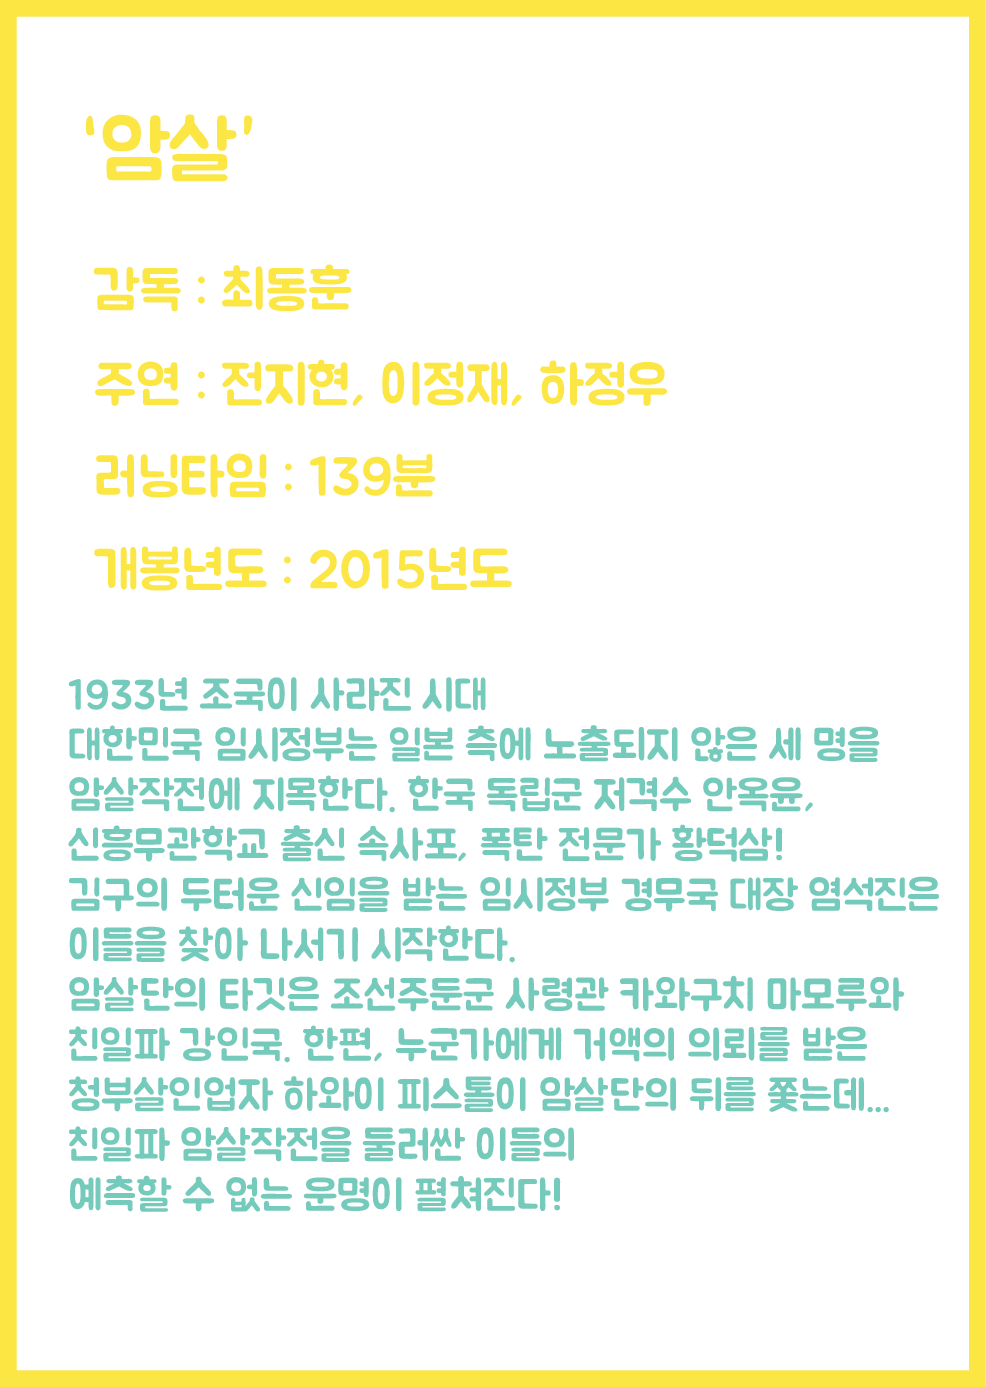 '암살'
감독 : 최동훈
주연 : 전지현, 이정재, 하정우
러닝타임 : 139분
개봉년도 : 2015년도
1933년 조국이 사라진 시대
대한민국 임시정부는 일본 측에 노출되지 않은 세 명을
암살작전에 지목한다. 한국 독립군 저격수 안옥윤,
신흥무관학교 출신 속사포, 폭탄 전문가 황덕삼!
김구의 두터운 신임을 받는 임시정부 경무국 대장 염석진은
이들을 찾아 나서기 시작한다.
암살단의 타깃은 조선주둔군 사령관 카와구치 마모루와
친일파 강인국. 한편, 누군가에게 거액의 의뢰를 받은
청부살인업자 하와이 피스톨이 암살단의 뒤를 쫓는데...
친일파 암살작전을 둘러싼 이들의
예측할 수 없는 운명이 펼쳐진다!